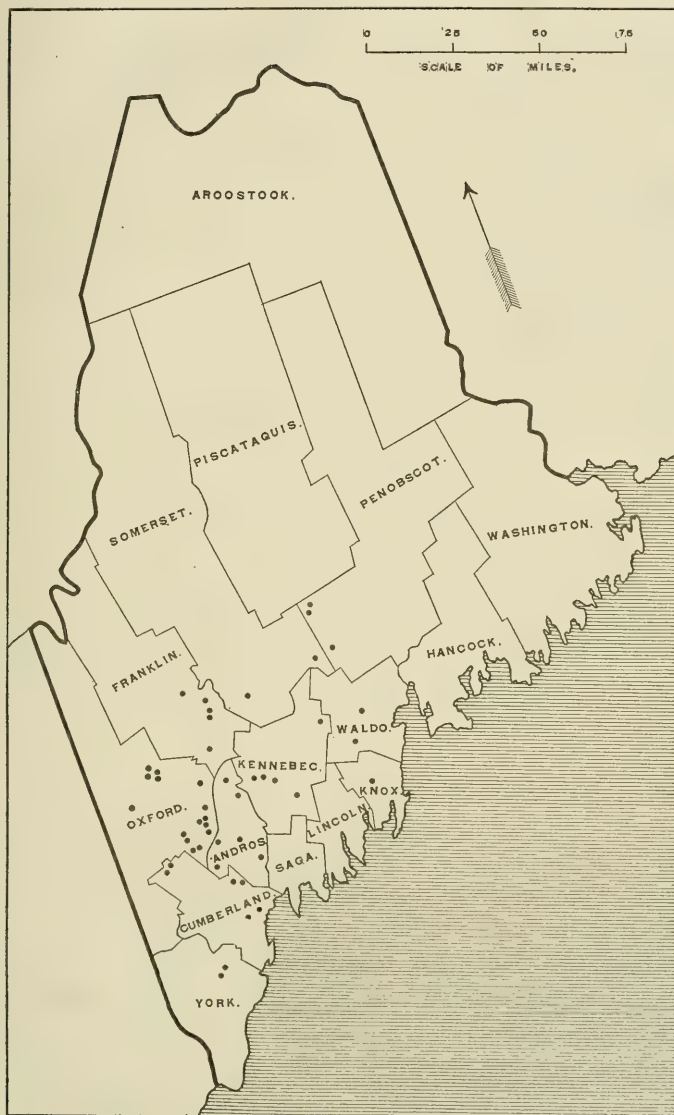 0 25 50 75
SCALE OF MILES.
AROOSTOOK.
PISCATAQUIS.
PENOBSCOT.
SOMERSET.
WASHINGTON.
FRANKLIN.
HANCOCK.
WALDO.
KENNEBEC.
KNOX.
OXFORD.
LINCOLN.
ANDROS
SAGA.
CUMBERLAND
YORK.